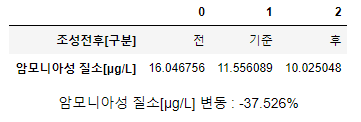 0 1 2
조성전후[구분] 전 기준 후
암모니아성 질소[μg/L] 16.046756 11.556089 10.025048
암모니아성 질소[μg/L] 변동 : -37.526%